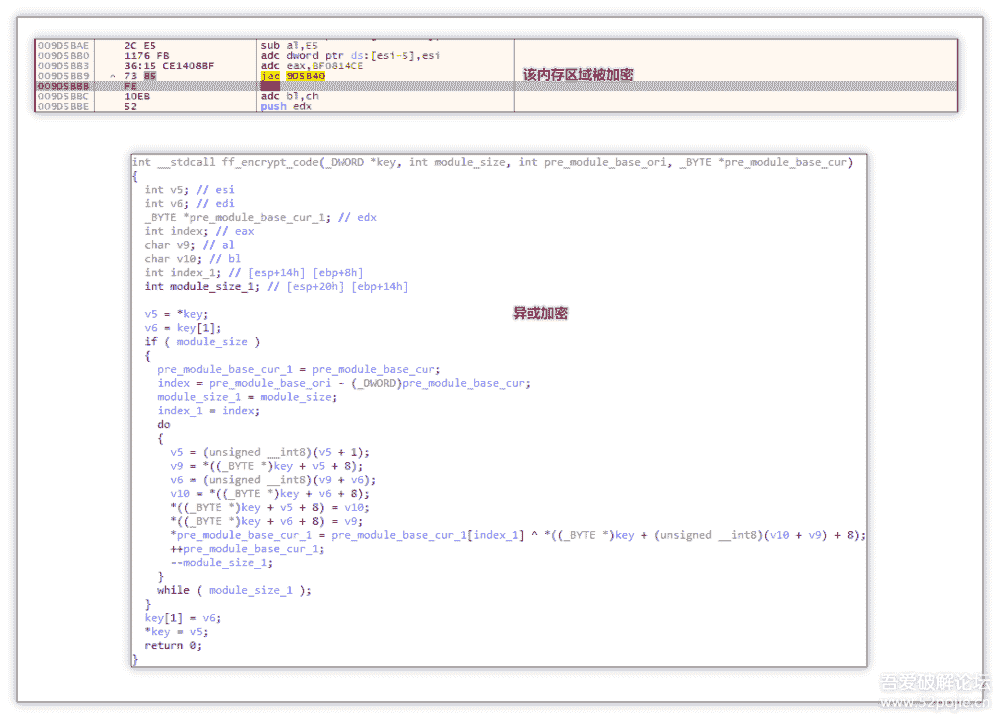 009D5BAE 2C E5 sub al,E5
009D5BB0 1176 FB adc dword ptr ds:[esi-5],esi
009D5BB3 36:15 CE1408BF adc eax,BF0814CE
009D5BB9 73 85 jae 9D5B40
该内存区域被加密
009D5BBB FE
009D5BBC 10EB adc bl,ch
009D5BBE 52 push edx
int __stdcall ff_encrypt_code(_DWORD *key, int module_size, int pre_module_base_ori, _BYTE *pre_module_base_cur)
{
int v5; // esi
int v6; // edi
_BYTE *pre_module_base_cur_1; // edx
int index; // eax
char v9; // al
char v10; // bl
int index_1; // [esp+14h] [ebp+8h]
int module_size_1; // [esp+20h] [ebp+14h]
异或加密
v5 = *key;
v6 = key[1];
if ( module_size )
{
pre_module_base_cur_1 = pre_module_base_cur;
index = pre_module_base_ori - (_DWORD)pre_module_base_cur;
module_size_1 = module_size;
index_1 = index;
do
{
v5 = (unsigned __int8)(v5 + 1);
v9 = *((_BYTE *)key + v5 + 8);
v6 = (unsigned __int8)(v9 + v6);
v10 = *((_BYTE *)key + v6 + 8);
*((_BYTE *)key + v5 + 8) = v10;
*((_BYTE *)key + v6 + 8) = v9;
*pre_module_base_cur_1 = pre_module_base_cur_1[index_1] ^ *((_BYTE *)key + (unsigned __int8)(v10 + v9) + 8);
++pre_module_base_cur_1;
--module_size_1;
}
while ( module_size_1 );
}
key[1] = v6;
*key = v5;
return 0;
}
吾爱破解论坛
www.52pojie.cn